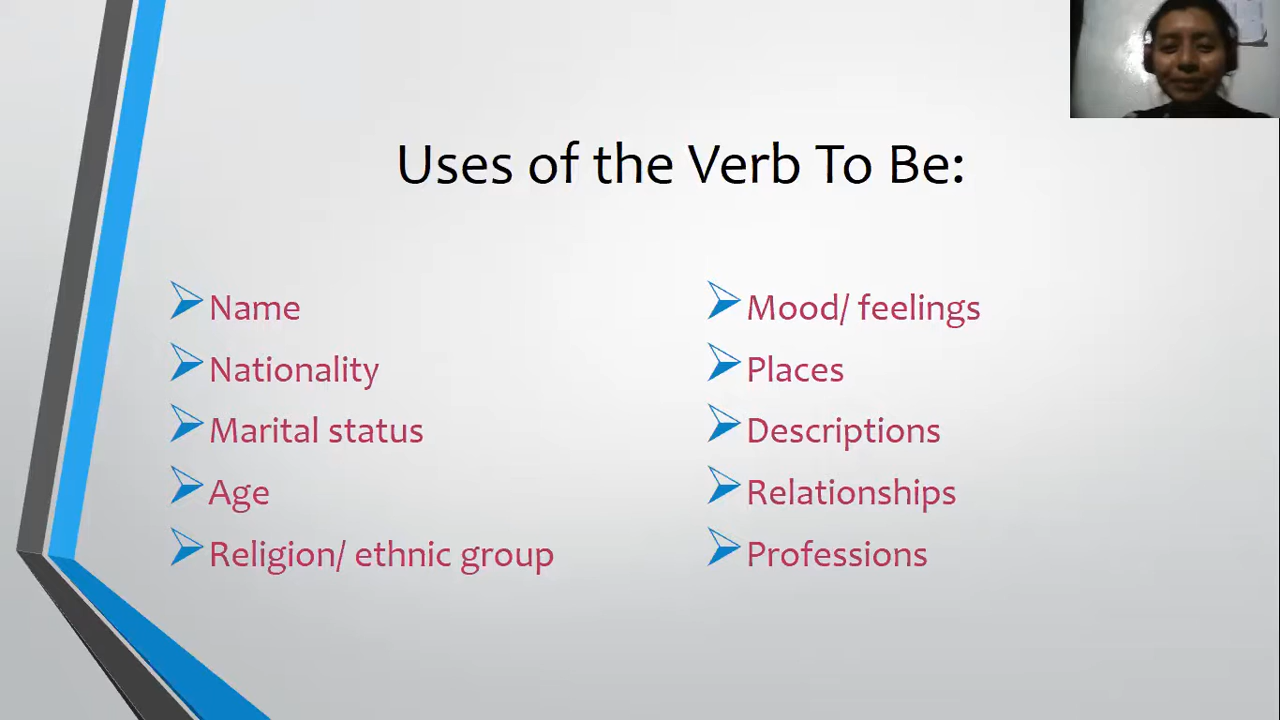 Uses of the Verb To Be:
Name
Nationality
Marital status
Age
Religion/ ethnic group
Mood/ feelings
Places
Descriptions
Relationships
Professions